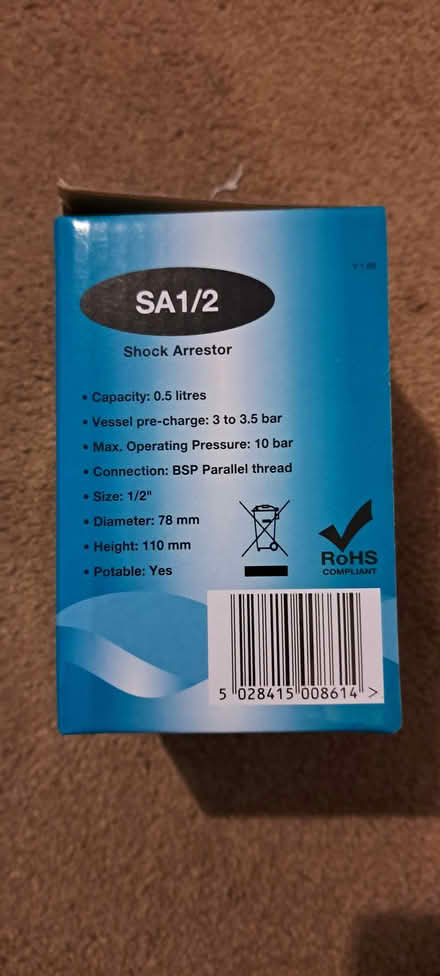 SA1/2
Shock Arrestor
• Capacity: 0.5 litres
• Vessel pre-charge: 3 to 3.5 bar
• Max. Operating Pressure: 10 bar
• Connection: BSP Parallel thread
• Size: 1/2"
• Diameter: 78 mm
• Height: 110 mm
• Potable: Yes
RoHS
COMPLIANT
5 028415 008614 >